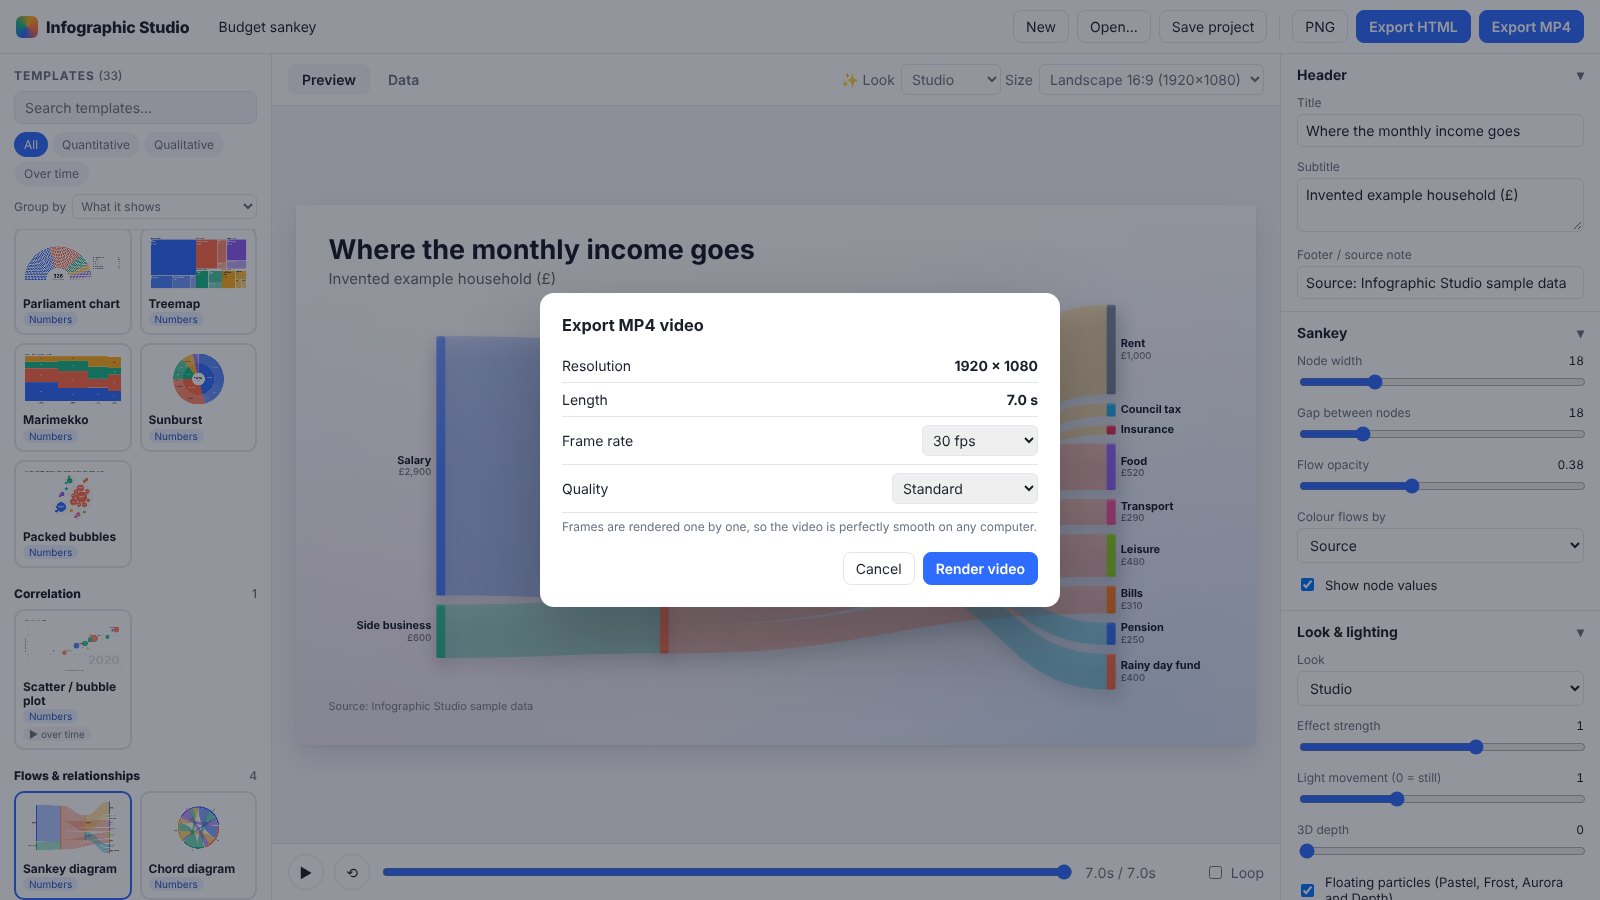 Infographic Studio
Budget sankey
New
Open...
Save project
PNG
Export HTML
Export MP4
TEMPLATES (33)
Search templates...
All
Quantitative
Qualitative
Over time
Group by
What it shows
Parliament chart
Numbers
Treemap
Numbers
Marimekko
Numbers
Sunburst
Numbers
Packed bubbles
Numbers
Correlation
1
2020
Scatter / bubble
plot
Numbers
▶ over time
Flows & relationships
4
Sankey diagram
Numbers
Chord diagram
Numbers
Preview
Data
✨ Look
Studio
Size
Landscape 16:9 (1920×1080)
Where the monthly income goes
Invented example household (£)
Salary
£2,900
Side business
£600
Rent
£1,000
Council tax
Insurance
Food
£520
Transport
£290
Leisure
£480
Bills
£310
Pension
£250
Rainy day fund
£400
Source: Infographic Studio sample data
Export MP4 video
Resolution
1920 × 1080
Length
7.0 s
Frame rate
30 fps
Quality
Standard
Frames are rendered one by one, so the video is perfectly smooth on any computer.
Cancel
Render video
7.0s / 7.0s
Loop
Header
Title
Where the monthly income goes
Subtitle
Invented example household (£)
Footer / source note
Source: Infographic Studio sample data
Sankey
Node width
18
Gap between nodes
18
Flow opacity
0.38
Colour flows by
Source
Show node values
Look & lighting
Look
Studio
Effect strength
1
Light movement (0 = still)
1
3D depth
0
Floating particles (Pastel, Frost, Aurora
and Depth)